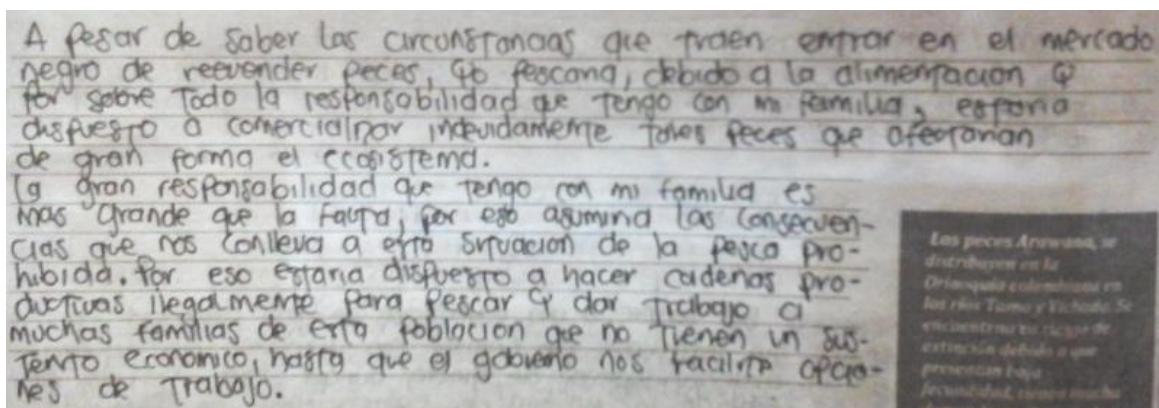 A pesar de saber las circunstancias que traen entrar en el mercado
negro de reevender peces, yo pescaria, debido a la alimentacion y
por sobre todo la responsabilidad que tengo con mi familia, estaria
dispuesto a comercialpar indevidamente tales peces que afectarian
de gran forma el ecosistema.
la gran responsabilidad que tengo con mi familia es
mas grande que la fauna, por eso asumiria las consecuen-
cias que nos conlleva a esta situacion de la pesca pro-
hibida. Por eso estaria dispuesto a hacer cadenas pro-
ductivas ilegalmente para pescar y dar trabajo a
muchas familias de esta poblacion que no tienen un sus-
tento economico, hasta que el gobierno nos facilite opcio-
nes de trabajo.
Los peces Arawana, se
distribuyen en la
Orinoquia colombiana en
los ríos Tomo y Vichada. Se
encuentran en riesgo de
extinción debido a que
presentan baja
fecundidad, tienen mucha